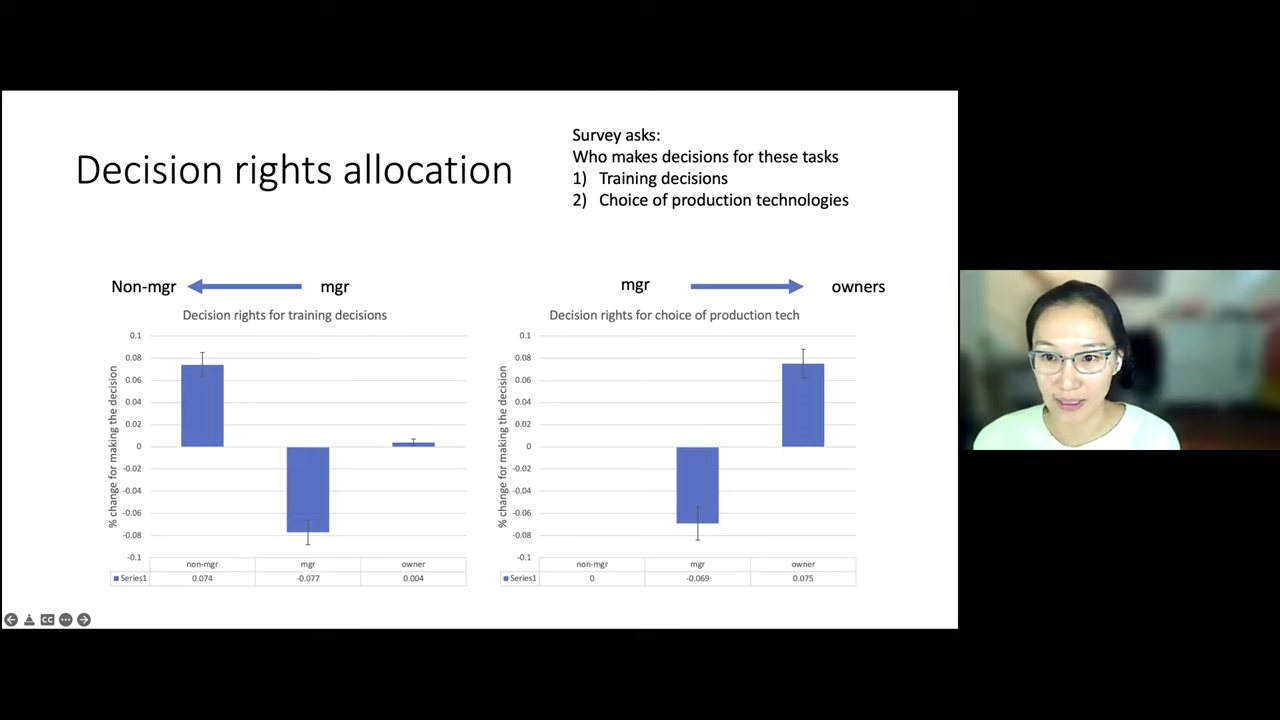 Decision rights allocation
Survey asks:
Who makes decisions for these tasks
1) Training decisions
2) Choice of production technologies
Non-mgr
mgr
Decision rights for training decisions
% change for making the decision
0.1
0.08
0.06
0.04
0.02
0
-0.02
-0.04
-0.06
-0.08
-0.1
non-mgr mgr owner
Series1 0.074 -0.077 0.004
mgr
owners
Decision rights for choice of production tech
% change for making the decision
0.1
0.08
0.06
0.04
0.02
0
-0.02
-0.04
-0.06
-0.08
-0.1
non-mgr mgr owner
Series1 0 -0.069 0.075
CC